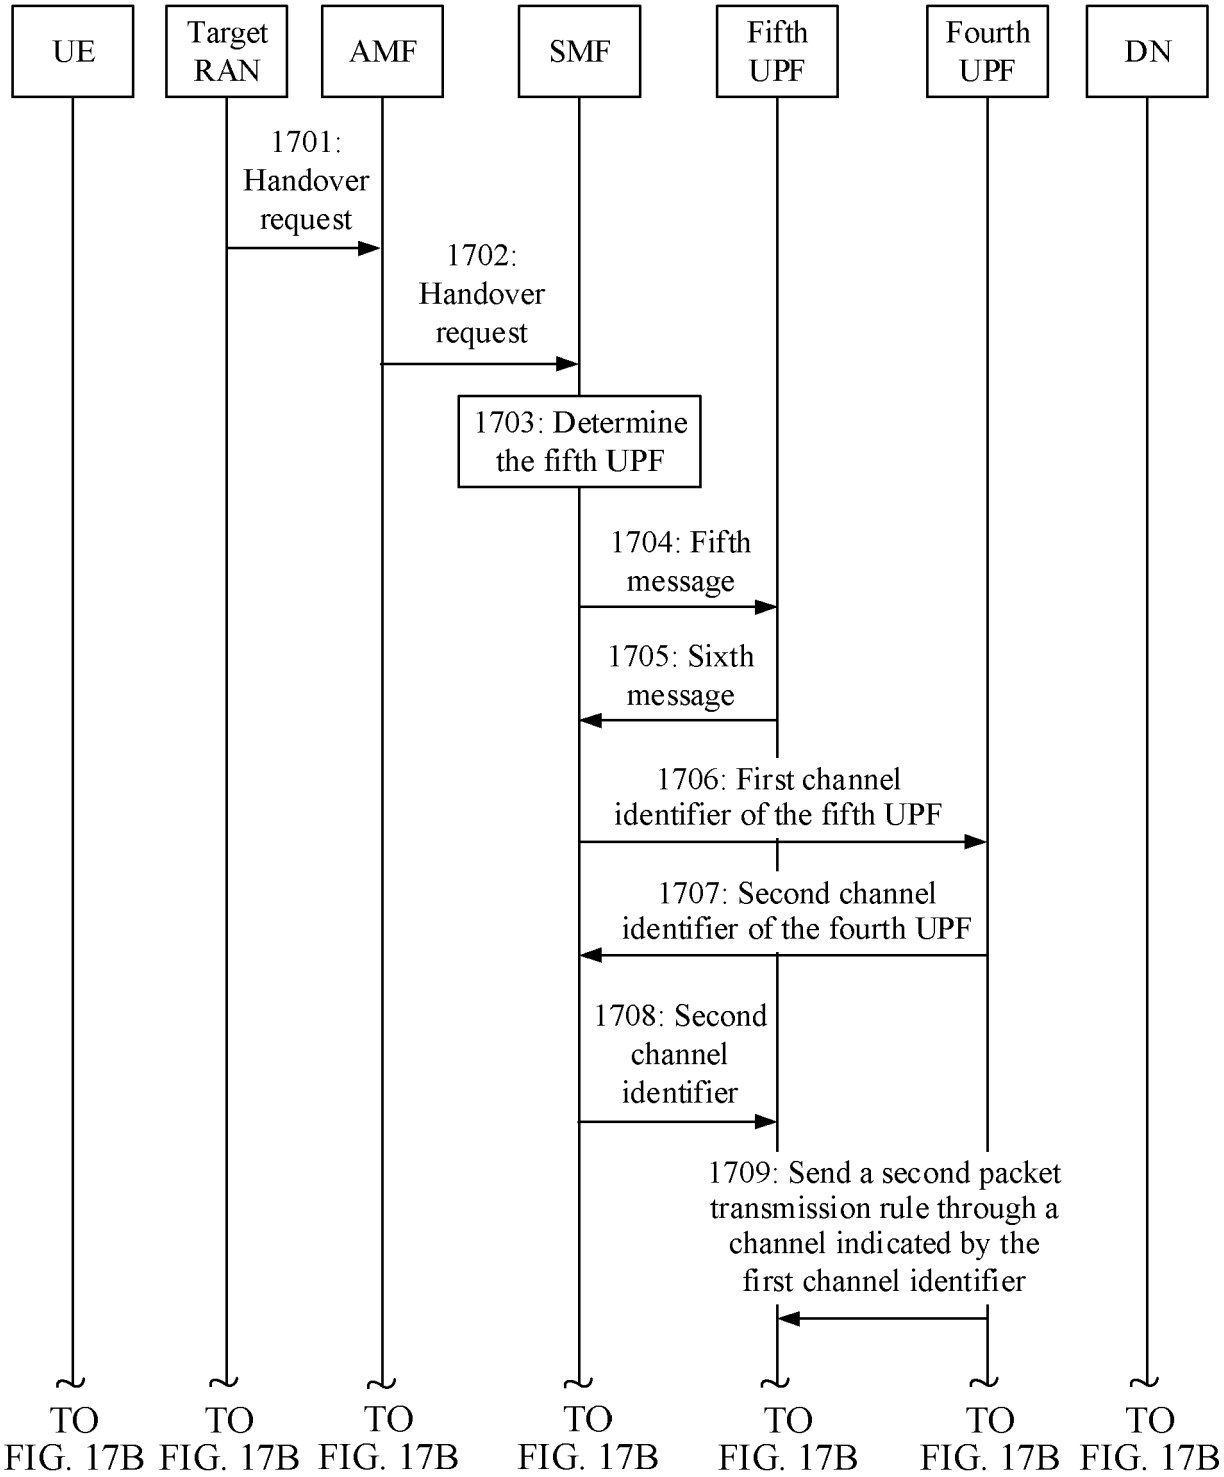 UE
Target
RAN
AMF
SMF
Fifth
UPF
Fourth
UPF
DN
1701:
Handover
request
1702:
Handover
request
1703: Determine
the fifth UPF
1704: Fifth
message
1705: Sixth
message
1706: First channel
identifier of the fifth UPF
1707: Second channel
identifier of the fourth UPF
1708: Second
channel
identifier
1709: Send a second packet
transmission rule through a
channel indicated by the
first channel identifier
TO
FIG. 17B
TO
FIG. 17B
TO
FIG. 17B
TO
FIG. 17B
TO
FIG. 17B
TO
FIG. 17B
TO
FIG. 17B